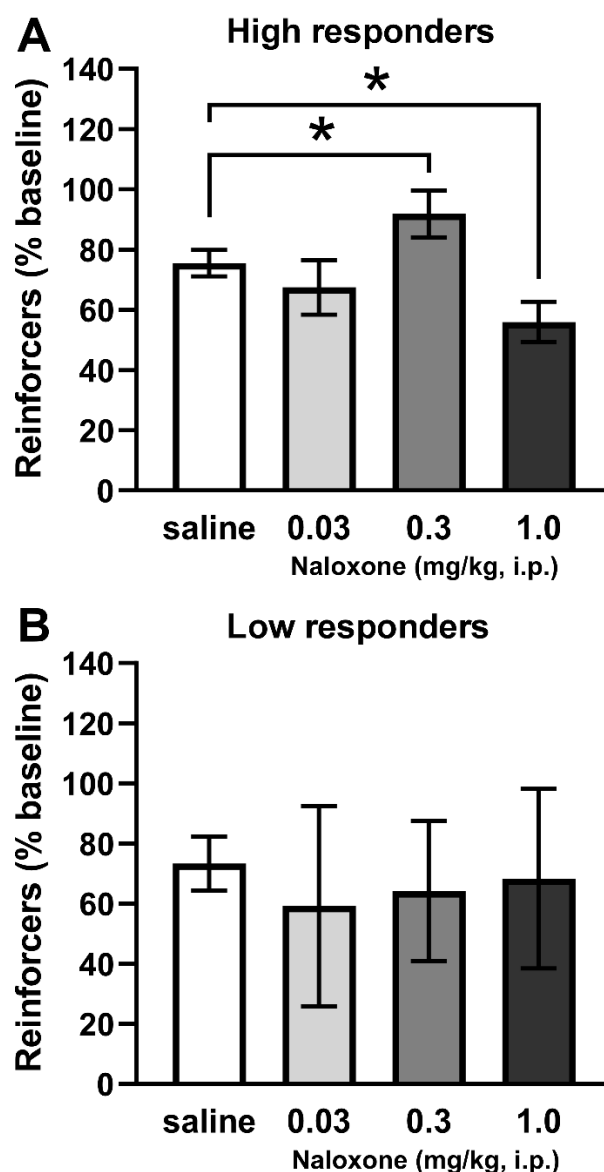 A
High responders
Reinforcers (% baseline)
140
120
100
80
60
40
20
0
*
*
saline 0.03 0.3 1.0
Naloxone (mg/kg, i.p.)
B
Low responders
Reinforcers (% baseline)
140
120
100
80
60
40
20
0
saline 0.03 0.3 1.0
Naloxone (mg/kg, i.p.)